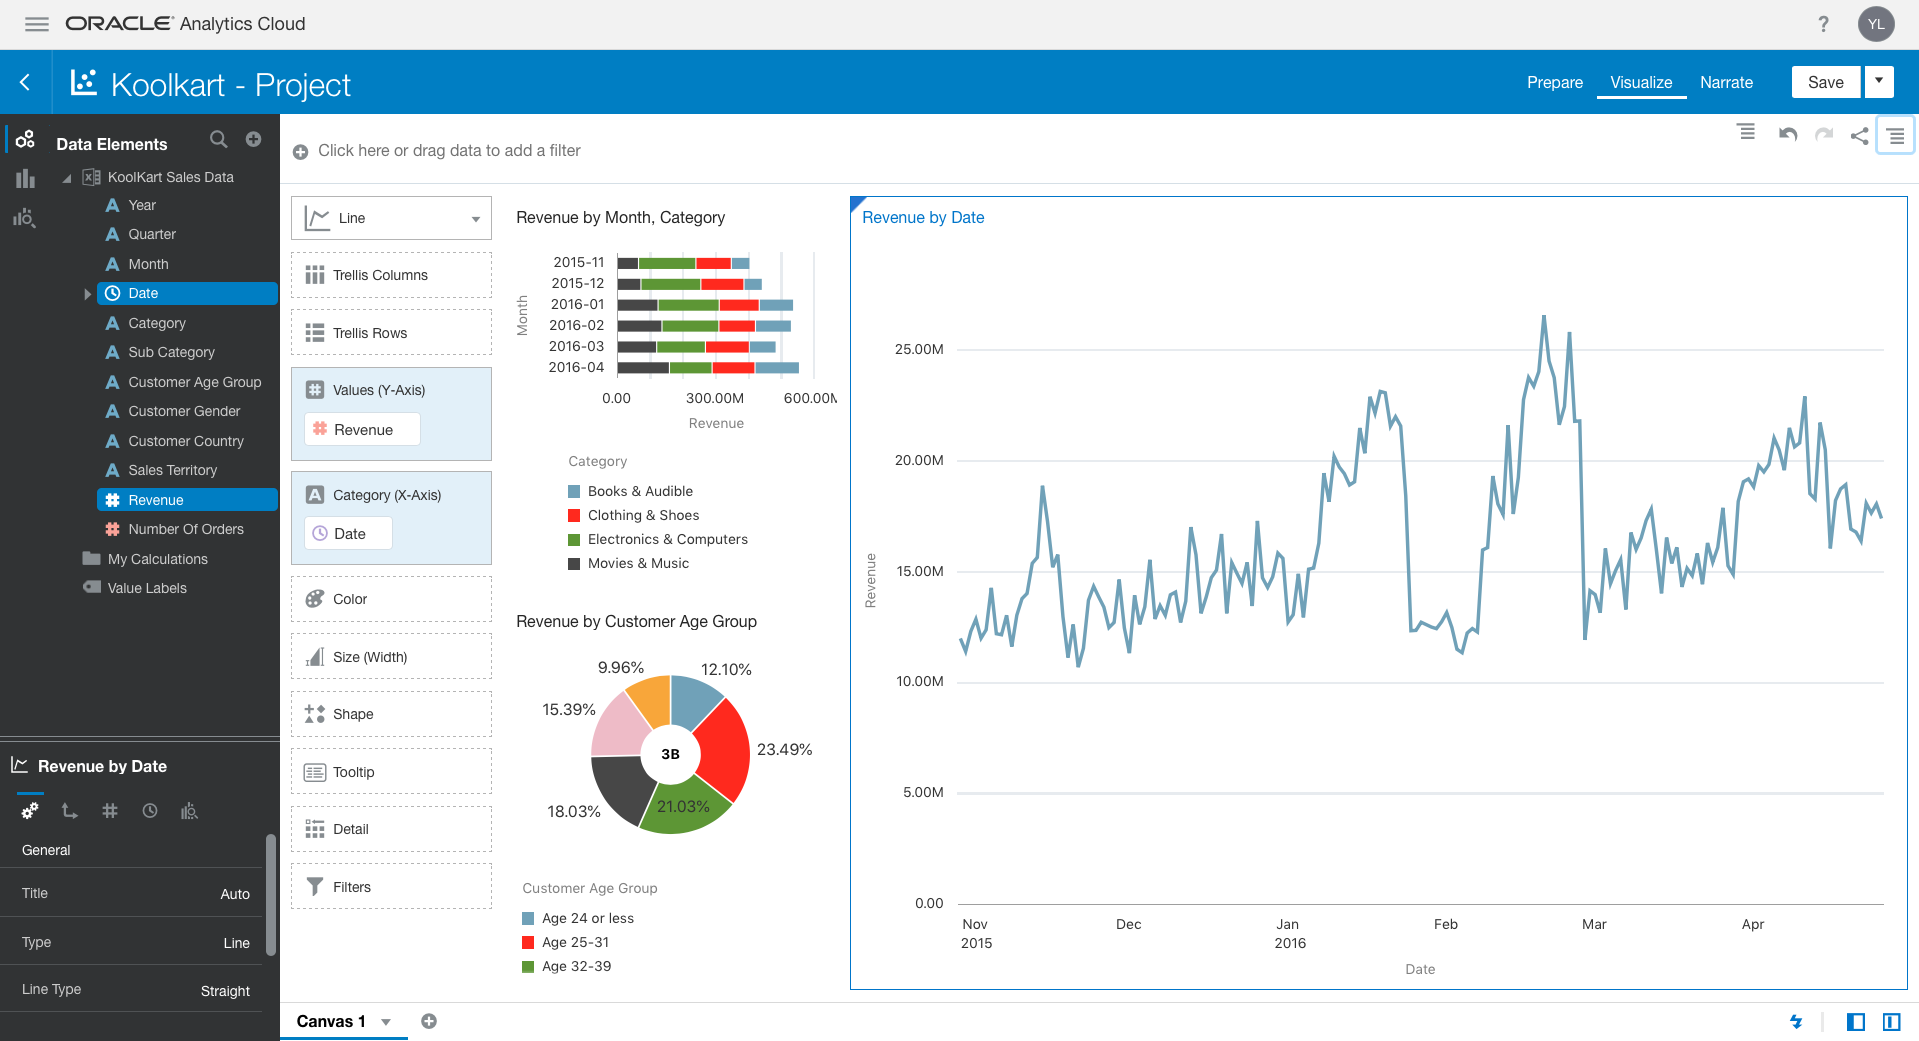 ORACLE Analytics Cloud
?
YL
Koolkart - Project
Prepare
Visualize
Narrate
Save
Data Elements
KoolKart Sales Data
A Year
A Quarter
A Month
Date
A Category
A Sub Category
A Customer Age Group
A Customer Gender
A Customer Country
A Sales Territory
# Revenue
# Number Of Orders
My Calculations
Value Labels
Revenue by Date
#
General
Title Auto
Type Line
Line Type Straight
Click here or drag data to add a filter
Line
Trellis Columns
Trellis Rows
# Values (Y-Axis)
# Revenue
A Category (X-Axis)
Date
Color
Size (Width)
Shape
Tooltip
Detail
Filters
Revenue by Month, Category
Month
2015-11
2015-12
2016-01
2016-02
2016-03
2016-04
0.00 300.00M 600.00M
Revenue
Category
Books & Audible
Clothing & Shoes
Electronics & Computers
Movies & Music
Revenue by Customer Age Group
9.96%
12.10%
15.39%
23.49%
3B
18.03%
21.03%
Customer Age Group
Age 24 or less
Age 25-31
Age 32-39
Revenue by Date
Revenue
25.00M
20.00M
15.00M
10.00M
5.00M
0.00
Nov Dec Jan Feb Mar Apr
2015 2016
Date
Canvas 1